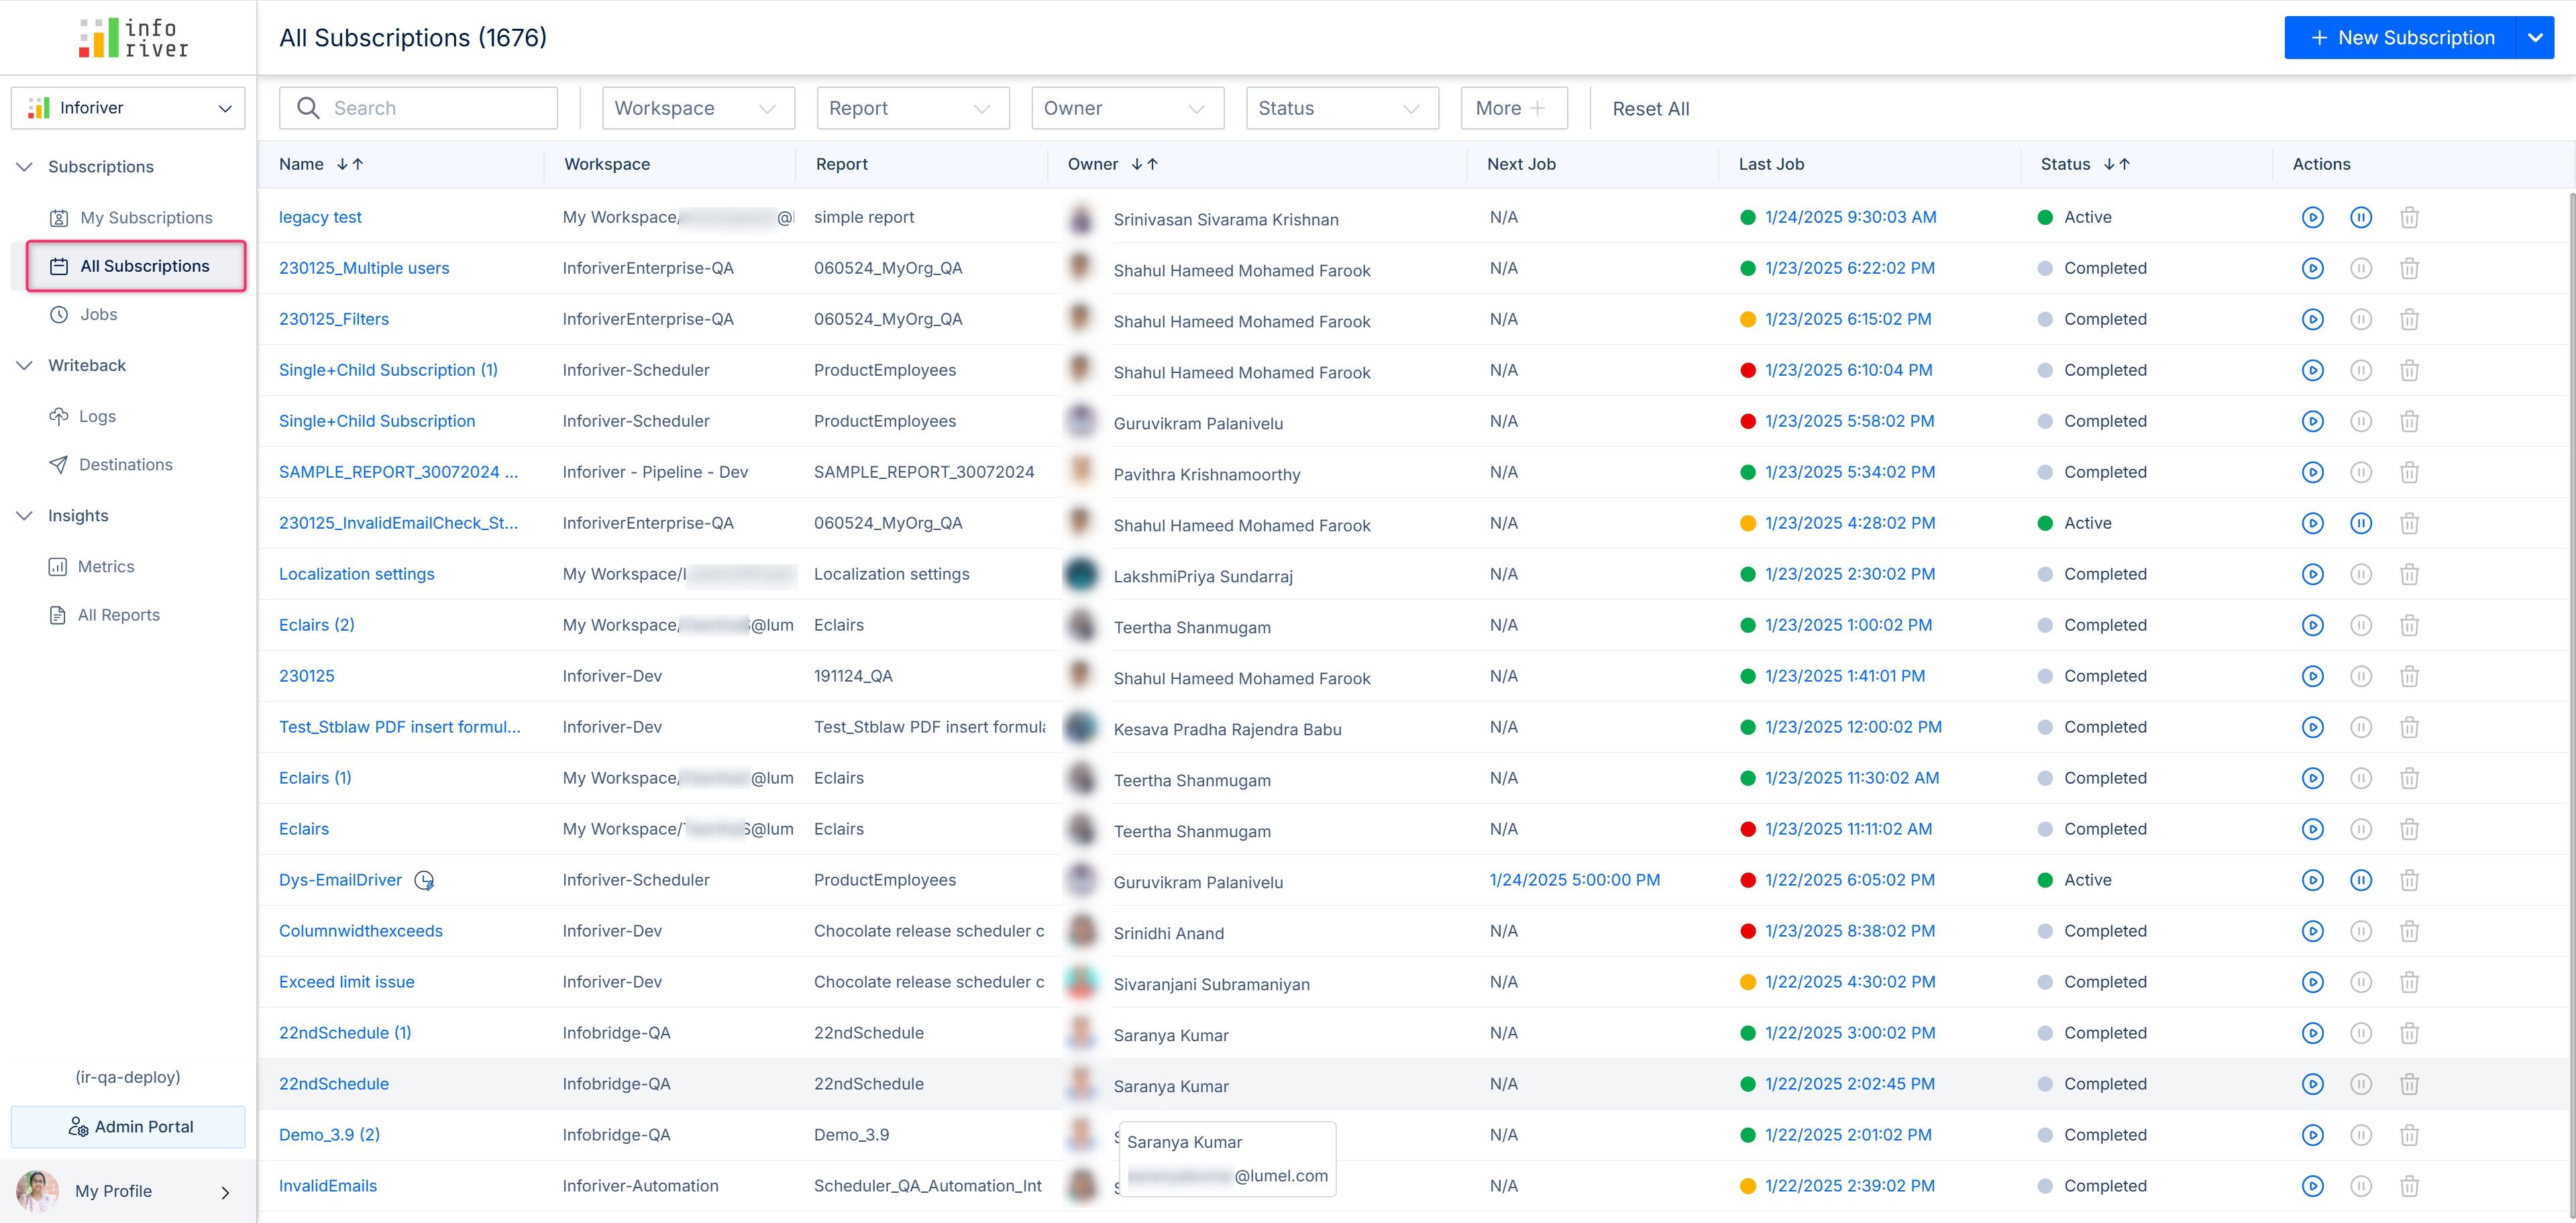 info
river
All Subscriptions (1676)
New Subscription
Inforiver
Search
Workspace
Report
Owner
Status
More
Reset All
Subscriptions
My Subscriptions
All Subscriptions
Jobs
Writeback
Logs
Destinations
Insights
Metrics
All Reports
(ir-qa-deploy)
Admin Portal
My Profile
Name Workspace Report Owner Next Job Last Job Status Actions
legacy test My Workspace/ @ simple report Srinivasan Sivarama Krishnan N/A 1/24/2025 9:30:03 AM Active
230125_Multiple users InforiverEnterprise-QA 060524_MyOrg_QA Shahul Hameed Mohamed Farook N/A 1/23/2025 6:22:02 PM Completed
230125_Filters InforiverEnterprise-QA 060524_MyOrg_QA Shahul Hameed Mohamed Farook N/A 1/23/2025 6:15:02 PM Completed
Single+Child Subscription (1) Inforiver-Scheduler ProductEmployees Shahul Hameed Mohamed Farook N/A 1/23/2025 6:10:04 PM Completed
Single+Child Subscription Inforiver-Scheduler ProductEmployees Guruvikram Palanivelu N/A 1/23/2025 5:58:02 PM Completed
SAMPLE_REPORT_30072024 ... Inforiver - Pipeline - Dev SAMPLE_REPORT_30072024 Pavithra Krishnamoorthy N/A 1/23/2025 5:34:02 PM Completed
230125_InvalidEmailCheck_St... InforiverEnterprise-QA 060524_MyOrg_QA Shahul Hameed Mohamed Farook N/A 1/23/2025 4:28:02 PM Active
Localization settings My Workspace/ Localization settings LakshmiPriya Sundarraj N/A 1/23/2025 2:30:02 PM Completed
Eclairs (2) My Workspace/ @lum Eclairs Teertha Shanmugam N/A 1/23/2025 1:00:02 PM Completed
230125 Inforiver-Dev 191124_QA Shahul Hameed Mohamed Farook N/A 1/23/2025 1:41:01 PM Completed
Test_Stblaw PDF insert formul... Inforiver-Dev Test_Stblaw PDF insert formula Kesava Pradha Rajendra Babu N/A 1/23/2025 12:00:02 PM Completed
Eclairs (1) My Workspace/ @lum Eclairs Teertha Shanmugam N/A 1/23/2025 11:30:02 AM Completed
Eclairs My Workspace/ S@lum Eclairs Teertha Shanmugam N/A 1/23/2025 11:11:02 AM Completed
Dys-EmailDriver Inforiver-Scheduler ProductEmployees Guruvikram Palanivelu 1/24/2025 5:00:00 PM 1/22/2025 6:05:02 PM Active
Columnwidthexceeds Inforiver-Dev Chocolate release scheduler c Srinidhi Anand N/A 1/23/2025 8:38:02 PM Completed
Exceed limit issue Inforiver-Dev Chocolate release scheduler c Sivaranjani Subramaniyan N/A 1/22/2025 4:30:02 PM Completed
22ndSchedule (1) Infobridge-QA 22ndSchedule Saranya Kumar N/A 1/22/2025 3:00:02 PM Completed
22ndSchedule Infobridge-QA 22ndSchedule Saranya Kumar N/A 1/22/2025 2:02:45 PM Completed
Demo_3.9 (2) Infobridge-QA Demo_3.9 N/A 1/22/2025 2:01:02 PM Completed
InvalidEmails Inforiver-Automation Scheduler_QA_Automation_Int N/A 1/22/2025 2:39:02 PM Completed
Saranya Kumar
@lumel.com